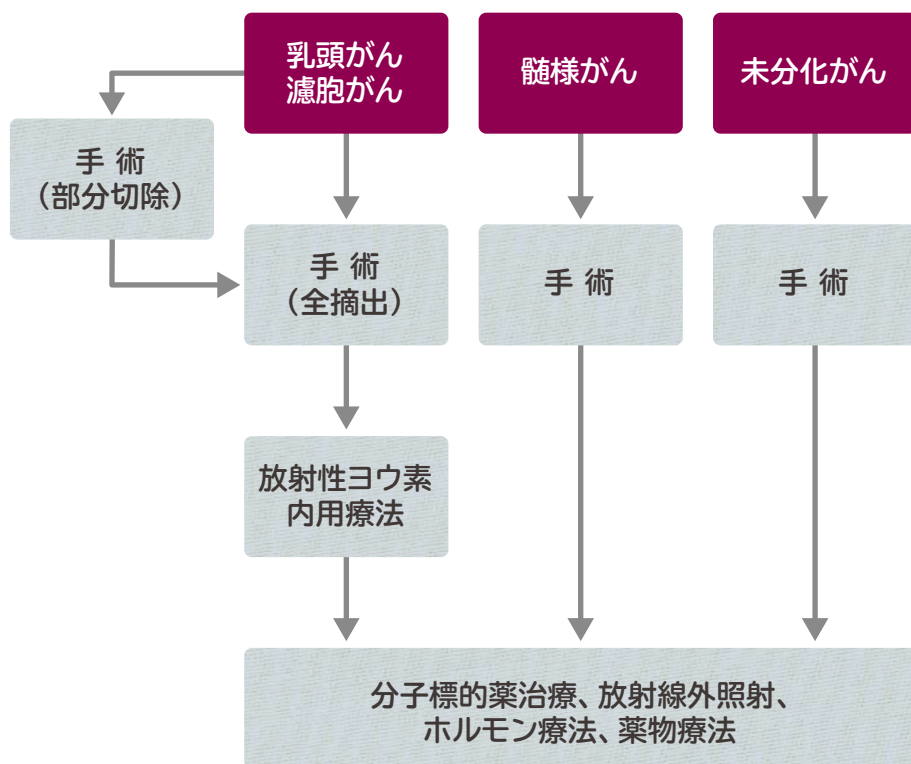 乳頭がん
濾胞がん
髄様がん
未分化がん
手 術
（部分切除）
手 術
（全摘出）
手 術
手 術
放射性ヨウ素
内用療法
分子標的薬治療、放射線外照射、
ホルモン療法、薬物療法